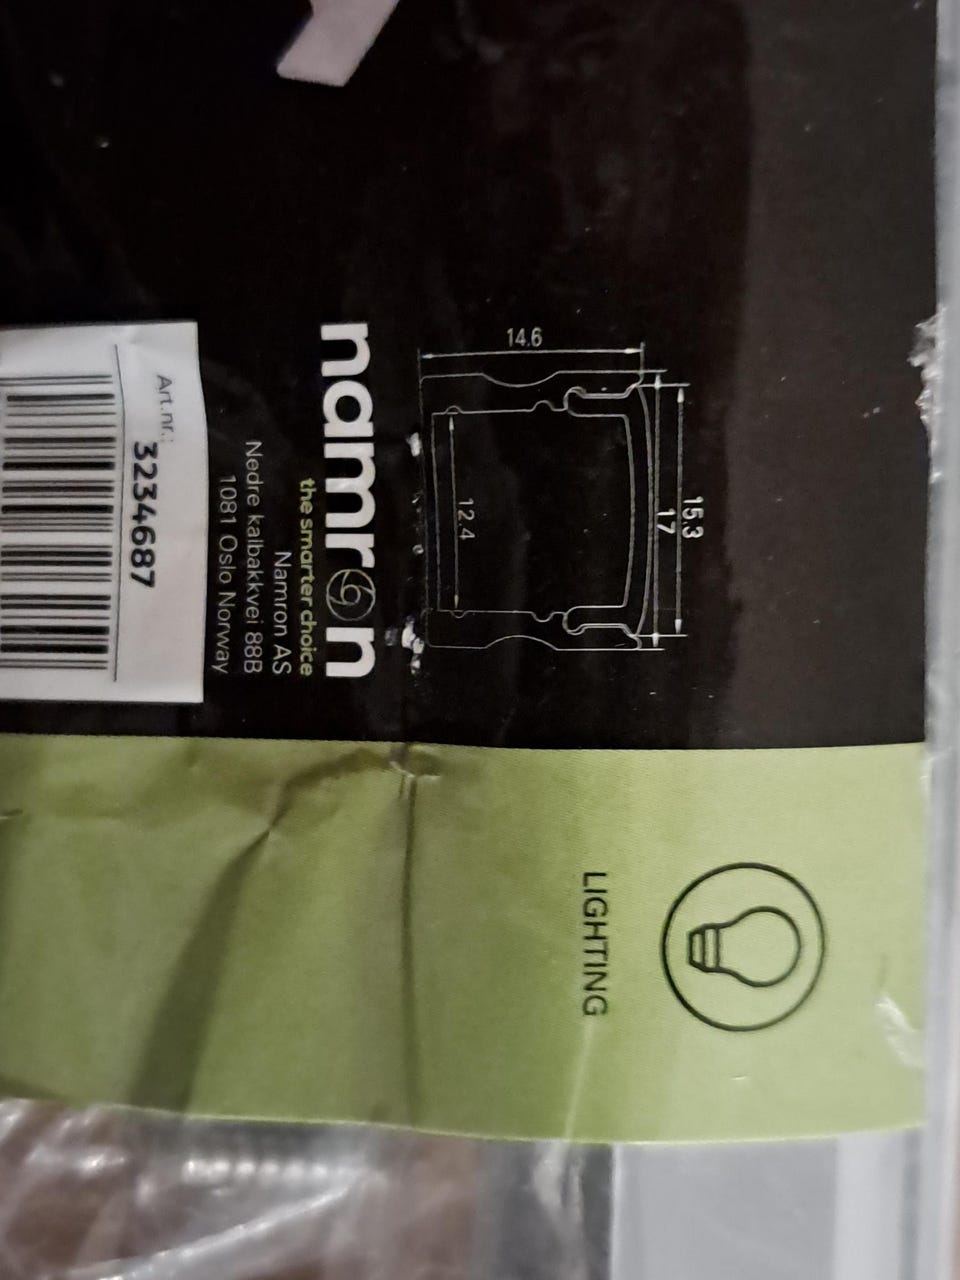 15.3
17
14.6
12.4
namron
the smarter choice
Namron AS
Nedre kalbakkvei 88B
1081 Oslo Norway
Art.nr.: 3234687
LIGHTING